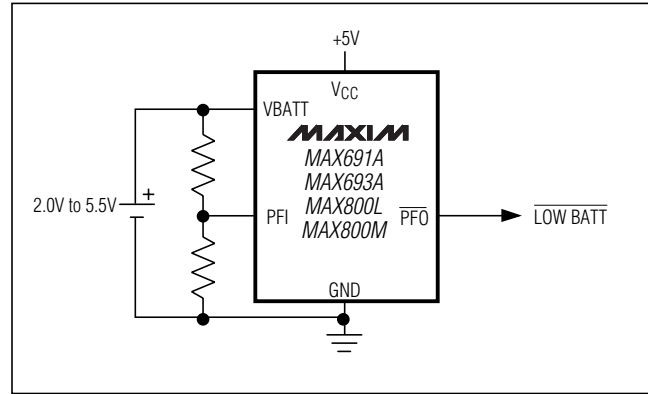 +5V
VCC
VBATT
MAXIM
MAX691A
MAX693A
MAX800L
MAX800M
2.0V to 5.5V
+
PFI
PFO
LOW BATT
GND